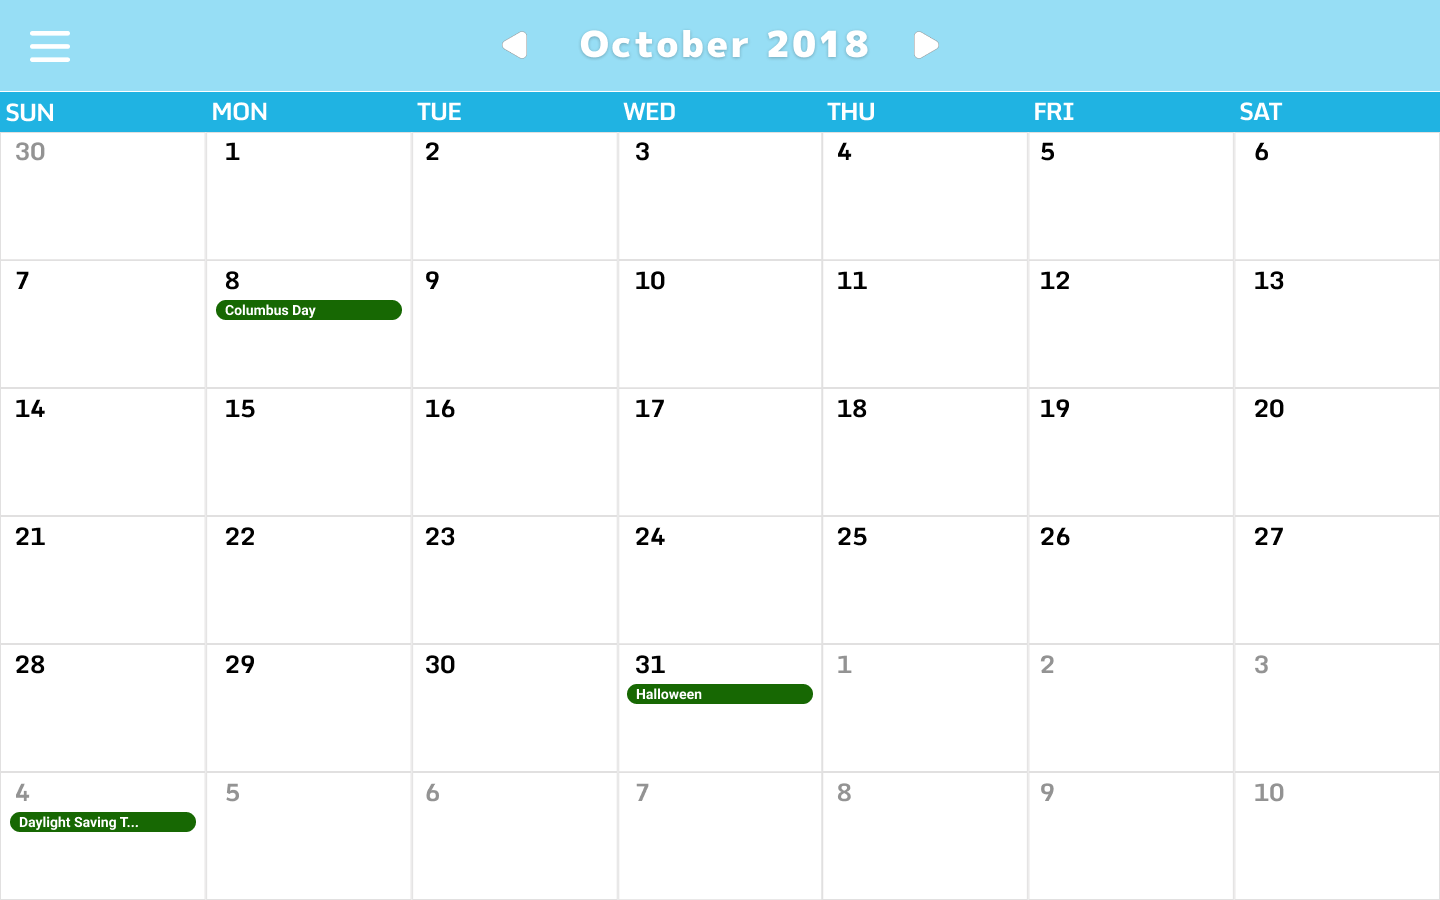 October 2018
SUN MON TUE WED THU FRI SAT
30 1 2 3 4 5 6
7 8 9 10 11 12 13
Columbus Day
14 15 16 17 18 19 20
21 22 23 24 25 26 27
28 29 30 31 1 2 3
Halloween
4 5 6 7 8 9 10
Daylight Saving T...